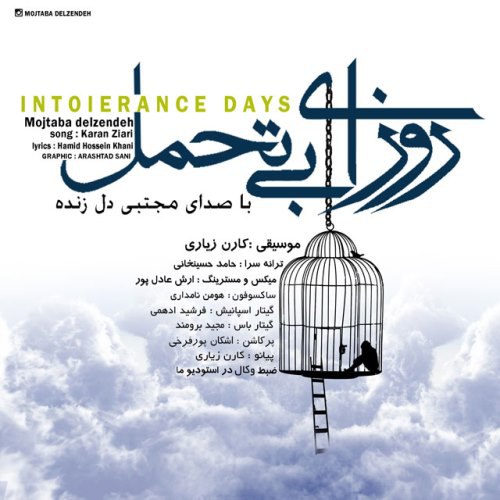 MOJTABA DELZENDEH
روزای
بی تحمل
INTOIERANCE DAYS
Mojtaba delzendeh
song : Karan Ziari
lyrics : Hamid Hossein Khani
GRAPHIC : ARASHTAD SANI
با صدای مجتبی دل زنده
موسیقی : کارن زیاری
ترانه سرا : حامد حسینخانی
میکس و مسترینگ : ارش عادل پور
ساکسوفون : هومن نامداری
گیتار اسپانیش : فرشید ادهمی
گیتار باس : مجید برومند
پرکاشن : اشکان پورفرخی
پیانو : کارن زیاری
ضبط وکال در استودیو ما